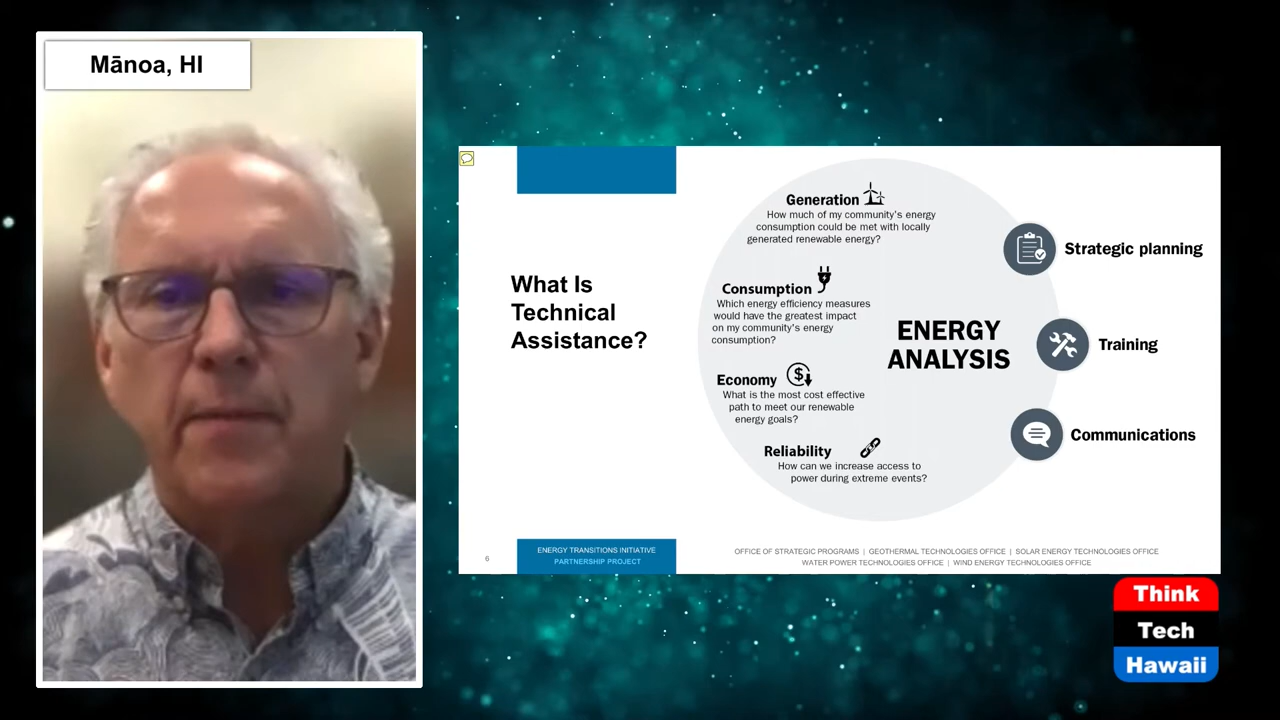 Mānoa, HI
What Is
Technical
Assistance?
Generation
How much of my community's energy
consumption could be met with locally
generated renewable energy?
Consumption
Which energy efficiency measures
would have the greatest impact
on my community's energy
consumption?
Economy
What is the most cost effective
path to meet our renewable
energy goals?
Reliability
How can we increase access to
power during extreme events?
ENERGY
ANALYSIS
Strategic planning
Training
Communications
6
ENERGY TRANSITIONS INITIATIVE
PARTNERSHIP PROJECT
OFFICE OF STRATEGIC PROGRAMS | GEOTHERMAL TECHNOLOGIES OFFICE | SOLAR ENERGY TECHNOLOGIES OFFICE
WATER POWER TECHNOLOGIES OFFICE | WIND ENERGY TECHNOLOGIES OFFICE
Think
Tech
Hawaii